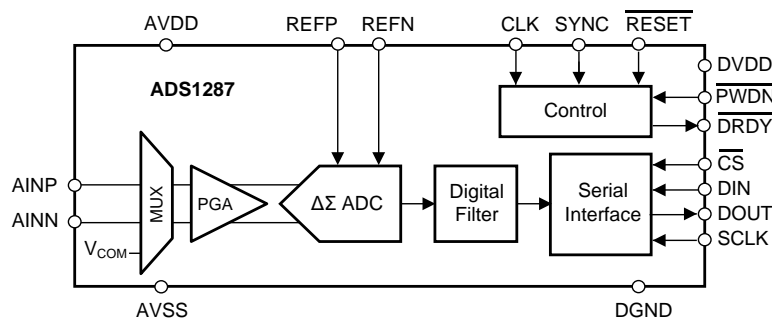 AVDD REFP REFN CLK SYNC RESET
ADS1287
DVDD
PWDN
DRDY
Control
AINP
AINN
VCOM
MUX
PGA
ΔΣ ADC
Digital
Filter
Serial
Interface
CS
DIN
DOUT
SCLK
AVSS DGND